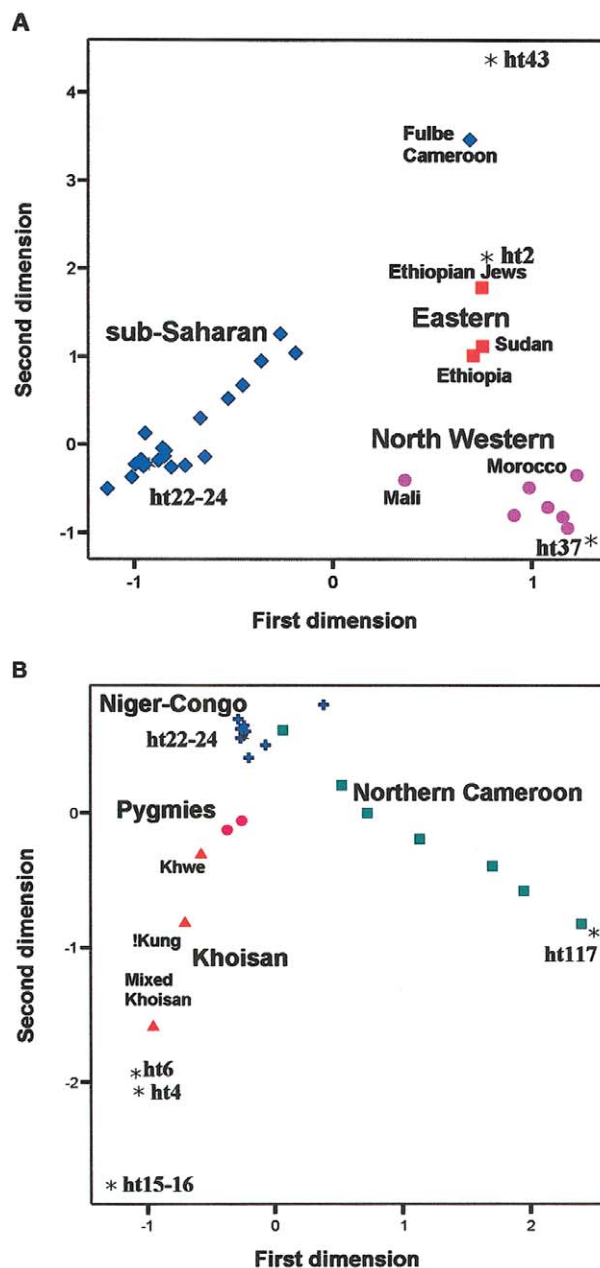 A
* ht43
4
Fulbe
Cameroon
3
* ht2
2
Ethiopian Jews
sub-Saharan
Eastern
Sudan
1
Ethiopia
North Western
0
Morocco
Mali
ht22-24
-1
ht37 *
-1
0
1
First dimension
Second dimension
B
Niger-Congo
ht22-24
Northern Cameroon
0
Pygmies
Khwe
!Kung
Khoisan
-1
ht117 *
Mixed
Khoisan
* ht6
-2
* ht4
* ht15-16
-1
0
1
2
First dimension
Second dimension